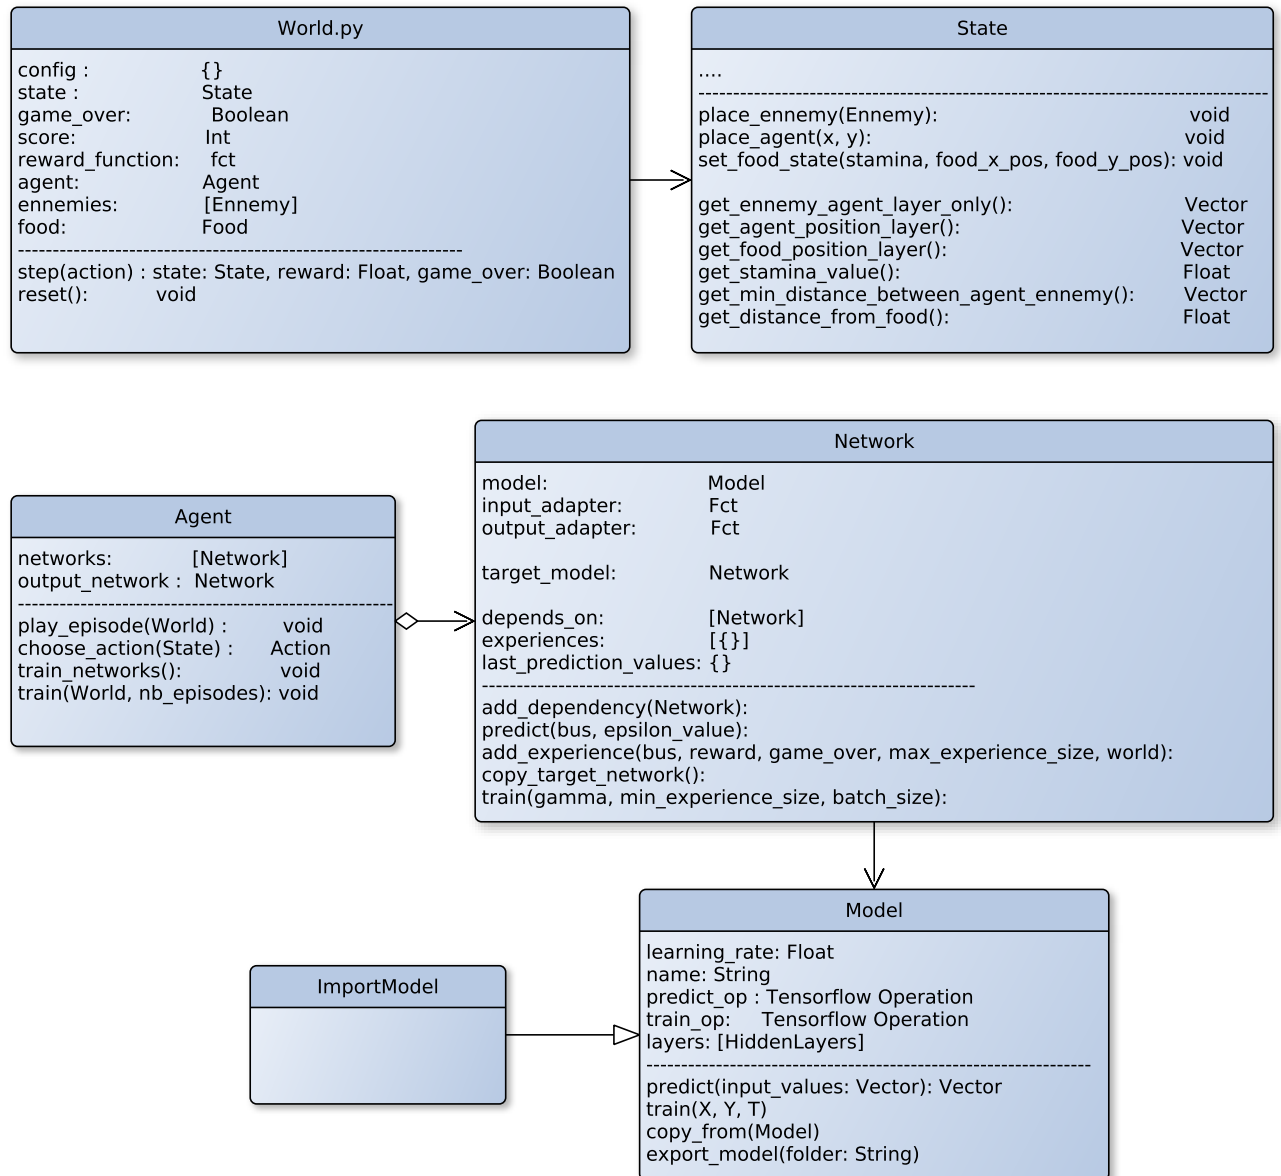 World.py
config : {}
state : State
game_over: Boolean
score: Int
reward_function: fct
agent: Agent
ennemies: [Ennemy]
food: Food
----------------------------------------------------------------
step(action) : state: State, reward: Float, game_over: Boolean
reset(): void
State
....
----------------------------------------------------------------------------------
place_ennemy(Ennemy): void
place_agent(x, y): void
set_food_state(stamina, food_x_pos, food_y_pos): void
get_ennemy_agent_layer_only(): Vector
get_agent_position_layer(): Vector
get_food_position_layer(): Vector
get_stamina_value(): Float
get_min_distance_between_agent_ennemy(): Vector
get_distance_from_food(): Float
Network
model: Model
input_adapter: Fct
output_adapter: Fct
target_model: Network
depends_on: [Network]
experiences: [{}]
last_prediction_values: {}
-----------------------------------------------------------------------
add_dependency(Network):
predict(bus, epsilon_value):
add_experience(bus, reward, game_over, max_experience_size, world):
copy_target_network():
train(gamma, min_experience_size, batch_size):
Agent
networks: [Network]
output_network : Network
------------------------------------------------------
play_episode(World) : void
choose_action(State) : Action
train_networks(): void
train(World, nb_episodes): void
Model
learning_rate: Float
name: String
predict_op : Tensorflow Operation
train_op: Tensorflow Operation
layers: [HiddenLayers]
----------------------------------------------------------------
predict(input_values: Vector): Vector
train(X, Y, T)
copy_from(Model)
export_model(folder: String)
ImportModel